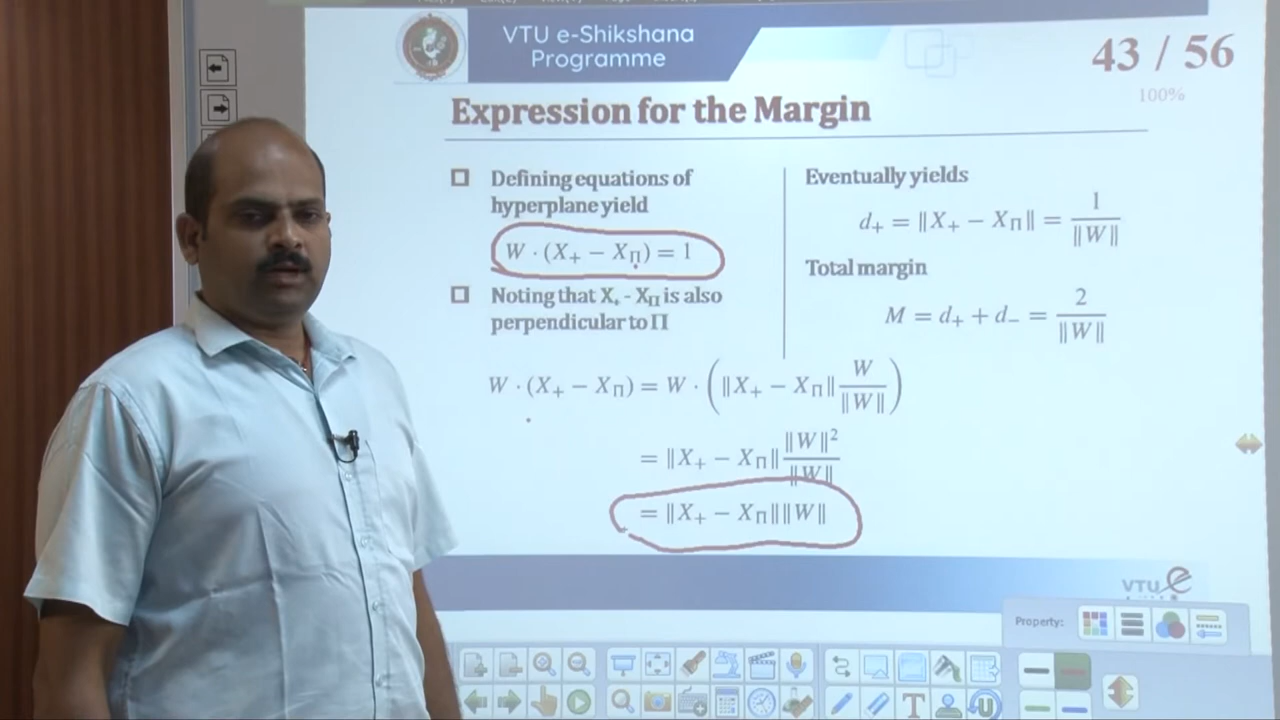 VTU e-Shikshana
Programme
43 / 56
100%
Expression for the Margin
Defining equations of
hyperplane yield
W · (X₊ − X_Π) = 1
Noting that X₊ - X_Π is also
perpendicular to Π
Eventually yields
d₊ = ‖X₊ − X_Π‖ = 1 / ‖W‖
Total margin
M = d₊ + d₋ = 2 / ‖W‖
W · (X₊ − X_Π) = W · (‖X₊ − X_Π‖ W / ‖W‖)
= ‖X₊ − X_Π‖ ‖W‖² / ‖W‖
= ‖X₊ − X_Π‖‖W‖
VTU e
Property: